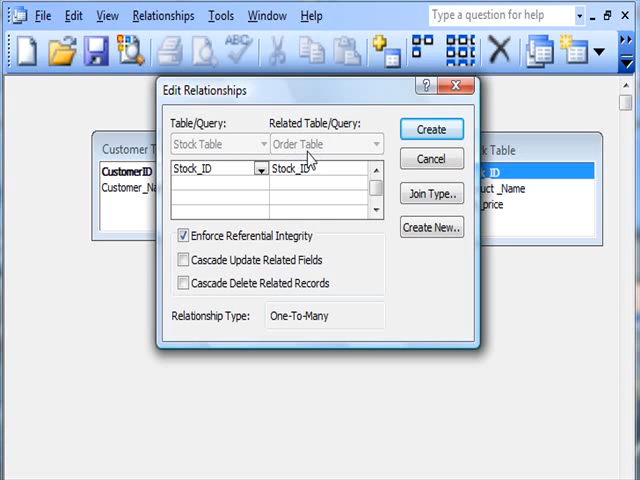 File Edit View Relationships Tools Window Help Type a question for help
ABC
Edit Relationships
Table/Query: Related Table/Query:
Stock Table Order Table
Stock_ID Stock_ID
Create
Cancel
Join Type..
Create New..
Enforce Referential Integrity
Cascade Update Related Fields
Cascade Delete Related Records
Relationship Type: One-To-Many
Customer T
CustomerID
Customer_Na
k Table
k_ID
uct _Name
_price